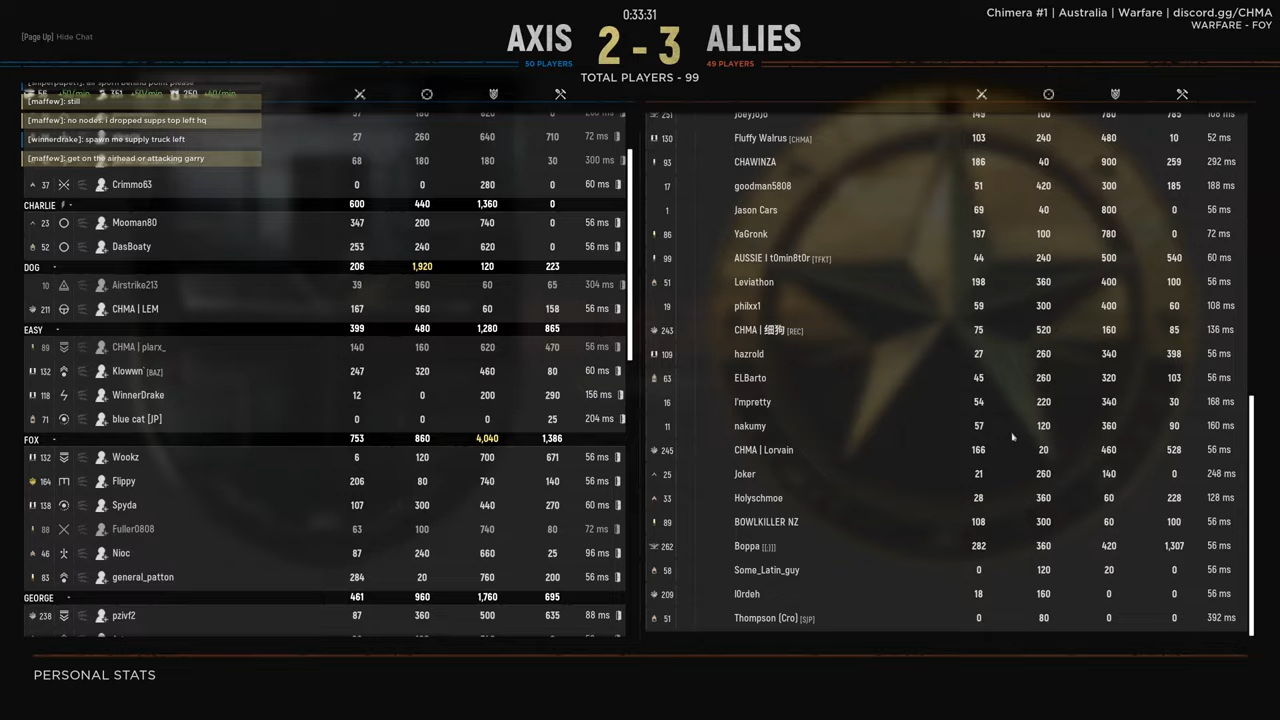 0:33:31
Chimera #1 | Australia | Warfare | discord.gg/CHMA
WARFARE - FOY
[Page Up] Hide Chat
AXIS 2 - 3 ALLIES
50 PLAYERS
49 PLAYERS
TOTAL PLAYERS - 99
[maffew]: still
[maffew]: no nodes. i dropped supps top left hq
[winnerdrake]: spawn me supply truck left
[maffew]: get on the airhead or attacking garry
27 260 640 710 72 ms
68 180 180 30 300 ms
37 Crimmo63 0 0 280 0 60 ms
CHARLIE 600 440 1,360 0
23 Mooman80 347 200 740 0 56 ms
52 DasBoaty 253 240 620 0 56 ms
DOG 206 1,920 120 223
10 Airstrike213 39 960 60 65 304 ms
211 CHMA | LEM 167 960 60 158 56 ms
EASY 399 480 1,280 865
89 CHMA | plarx_ 140 160 620 470 56 ms
132 Klowwn [BAZ] 247 320 460 80 60 ms
118 WinnerDrake 12 0 200 290 156 ms
71 blue cat [JP] 0 0 0 25 204 ms
FOX 753 860 4,040 1,386
132 Wookz 6 120 700 671 56 ms
164 Flippy 206 80 740 140 56 ms
138 Spyda 107 300 440 270 60 ms
88 Fuller0808 63 100 740 80 72 ms
46 Nioc 87 240 660 25 96 ms
83 general_patton 284 20 760 200 56 ms
GEORGE 461 960 1,760 695
238 pzivf2 87 360 500 635 88 ms
251 JoeyJoJo 149 100 780 785
130 Fluffy Walrus [CHMA] 103 240 480 10 52 ms
93 CHAWINZA 186 40 900 259 292 ms
17 goodman5808 51 420 300 185 188 ms
1 Jason Cars 69 40 800 0 56 ms
86 YaGronk 197 100 780 0 72 ms
99 AUSSIE I t0min8t0r [TFKT] 44 240 500 540 60 ms
51 Leviathon 198 360 400 100 56 ms
19 philxx1 59 300 400 60 108 ms
243 CHMA | 细狗 [REC] 75 520 160 85 136 ms
109 hazrold 27 260 340 398 56 ms
63 ELBarto 45 260 320 103 56 ms
16 I'mpretty 54 220 340 30 168 ms
11 nakumy 57 120 360 90 160 ms
245 CHMA | Lorvain 166 20 460 528 56 ms
25 Joker 21 260 140 0 248 ms
33 Holyschmoe 28 360 60 228 128 ms
89 BOWLKILLER NZ 108 300 60 100 56 ms
262 Boppa [[,]]] 282 360 420 1,307 56 ms
58 Some_Latin_guy 0 120 20 0 56 ms
209 l0rdeh 18 160 0 0 56 ms
51 Thompson (Cro) [S|P] 0 80 0 0 392 ms
PERSONAL STATS